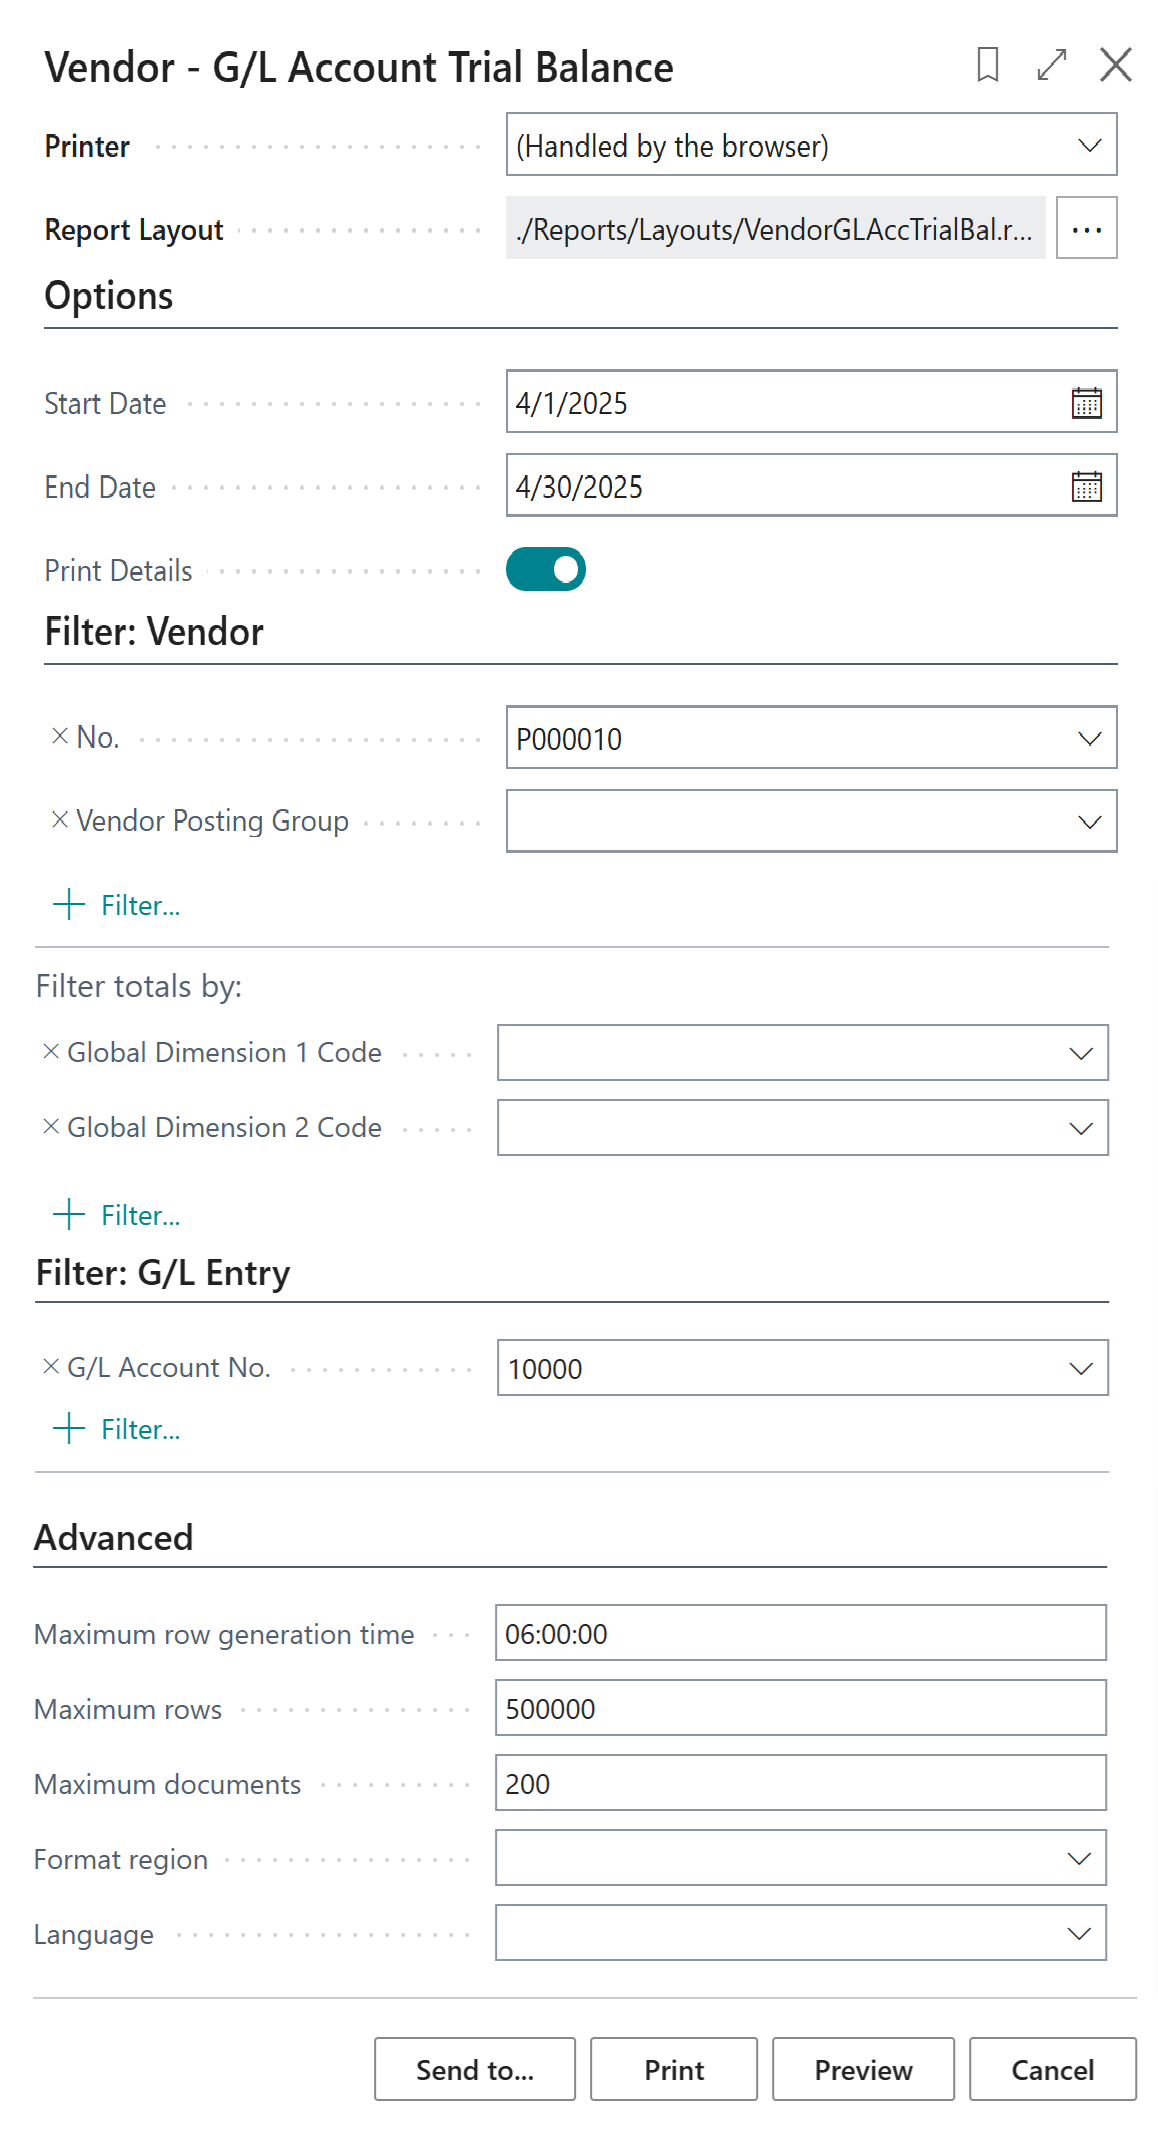 Vendor - G/L Account Trial Balance
Printer (Handled by the browser)
Report Layout ./Reports/Layouts/VendorGLAccTrialBal.r... ...
Options
Start Date 4/1/2025
End Date 4/30/2025
Print Details
Filter: Vendor
× No. P000010
× Vendor Posting Group
+ Filter...
Filter totals by:
× Global Dimension 1 Code
× Global Dimension 2 Code
+ Filter...
Filter: G/L Entry
× G/L Account No. 10000
+ Filter...
Advanced
Maximum row generation time 06:00:00
Maximum rows 500000
Maximum documents 200
Format region
Language
Send to... Print Preview Cancel